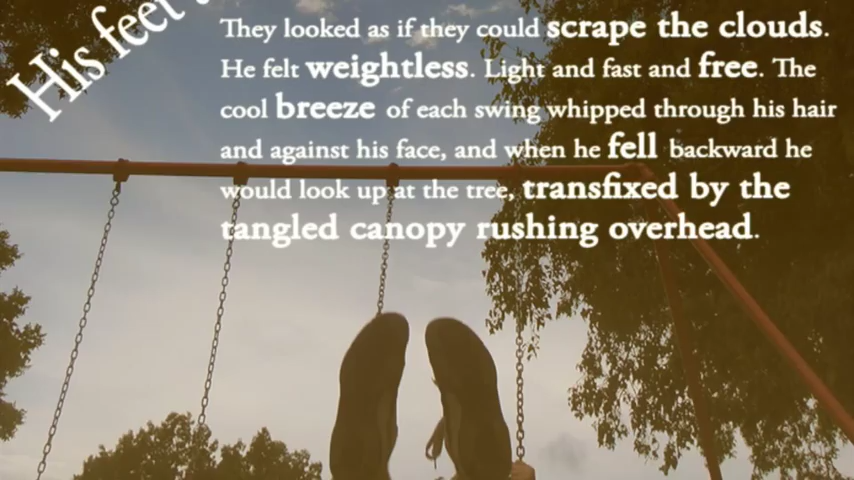 His feet
They looked as if they could scrape the clouds.
He felt weightless. Light and fast and free. The
cool breeze of each swing whipped through his hair
and against his face, and when he fell backward he
would look up at the tree, transfixed by the
tangled canopy rushing overhead.